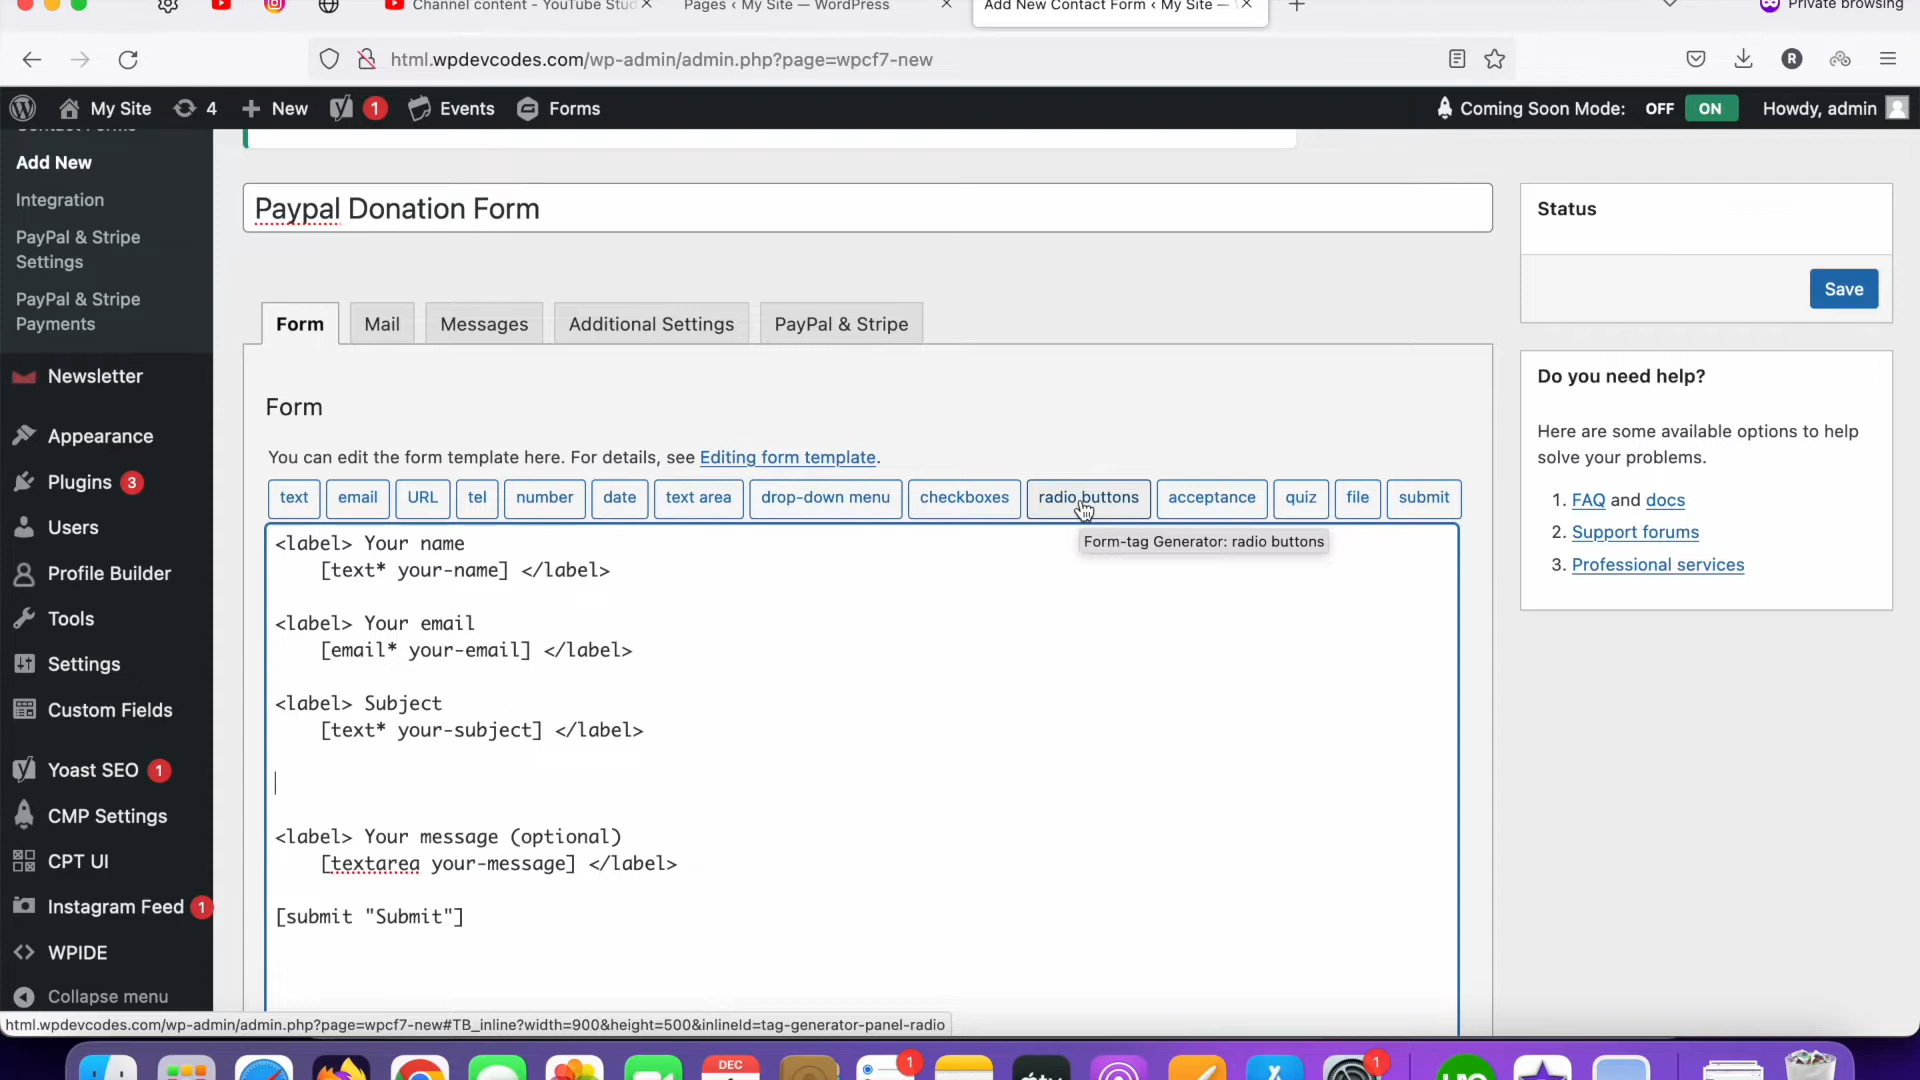 Channel content - YouTube Stud
Pages ‹ My Site — WordPress
Add New Contact Form ‹ My Site —
Private browsing
html.wpdevcodes.com/wp-admin/admin.php?page=wpcf7-new
R
My Site
4
New
1
Events
Forms
Coming Soon Mode:
OFF
ON
Howdy, admin
Contact Forms
Add New
Integration
PayPal & Stripe
Settings
PayPal & Stripe
Payments
Newsletter
Appearance
Plugins 3
Users
Profile Builder
Tools
Settings
Custom Fields
Yoast SEO 1
CMP Settings
CPT UI
Instagram Feed 1
WPIDE
Collapse menu
Paypal Donation Form
Form
Mail
Messages
Additional Settings
PayPal & Stripe
Form
You can edit the form template here. For details, see Editing form template.
text
email
URL
tel
number
date
text area
drop-down menu
checkboxes
radio buttons
acceptance
quiz
file
submit
Form-tag Generator: radio buttons
<label> Your name
[text* your-name] </label>
<label> Your email
[email* your-email] </label>
<label> Subject
[text* your-subject] </label>
<label> Your message (optional)
[textarea your-message] </label>
[submit "Submit"]
Status
Save
Do you need help?
Here are some available options to help
solve your problems.
1. FAQ and docs
2. Support forums
3. Professional services
html.wpdevcodes.com/wp-admin/admin.php?page=wpcf7-new#TB_inline?width=900&height=500&inlineId=tag-generator-panel-radio
DEC
1
1